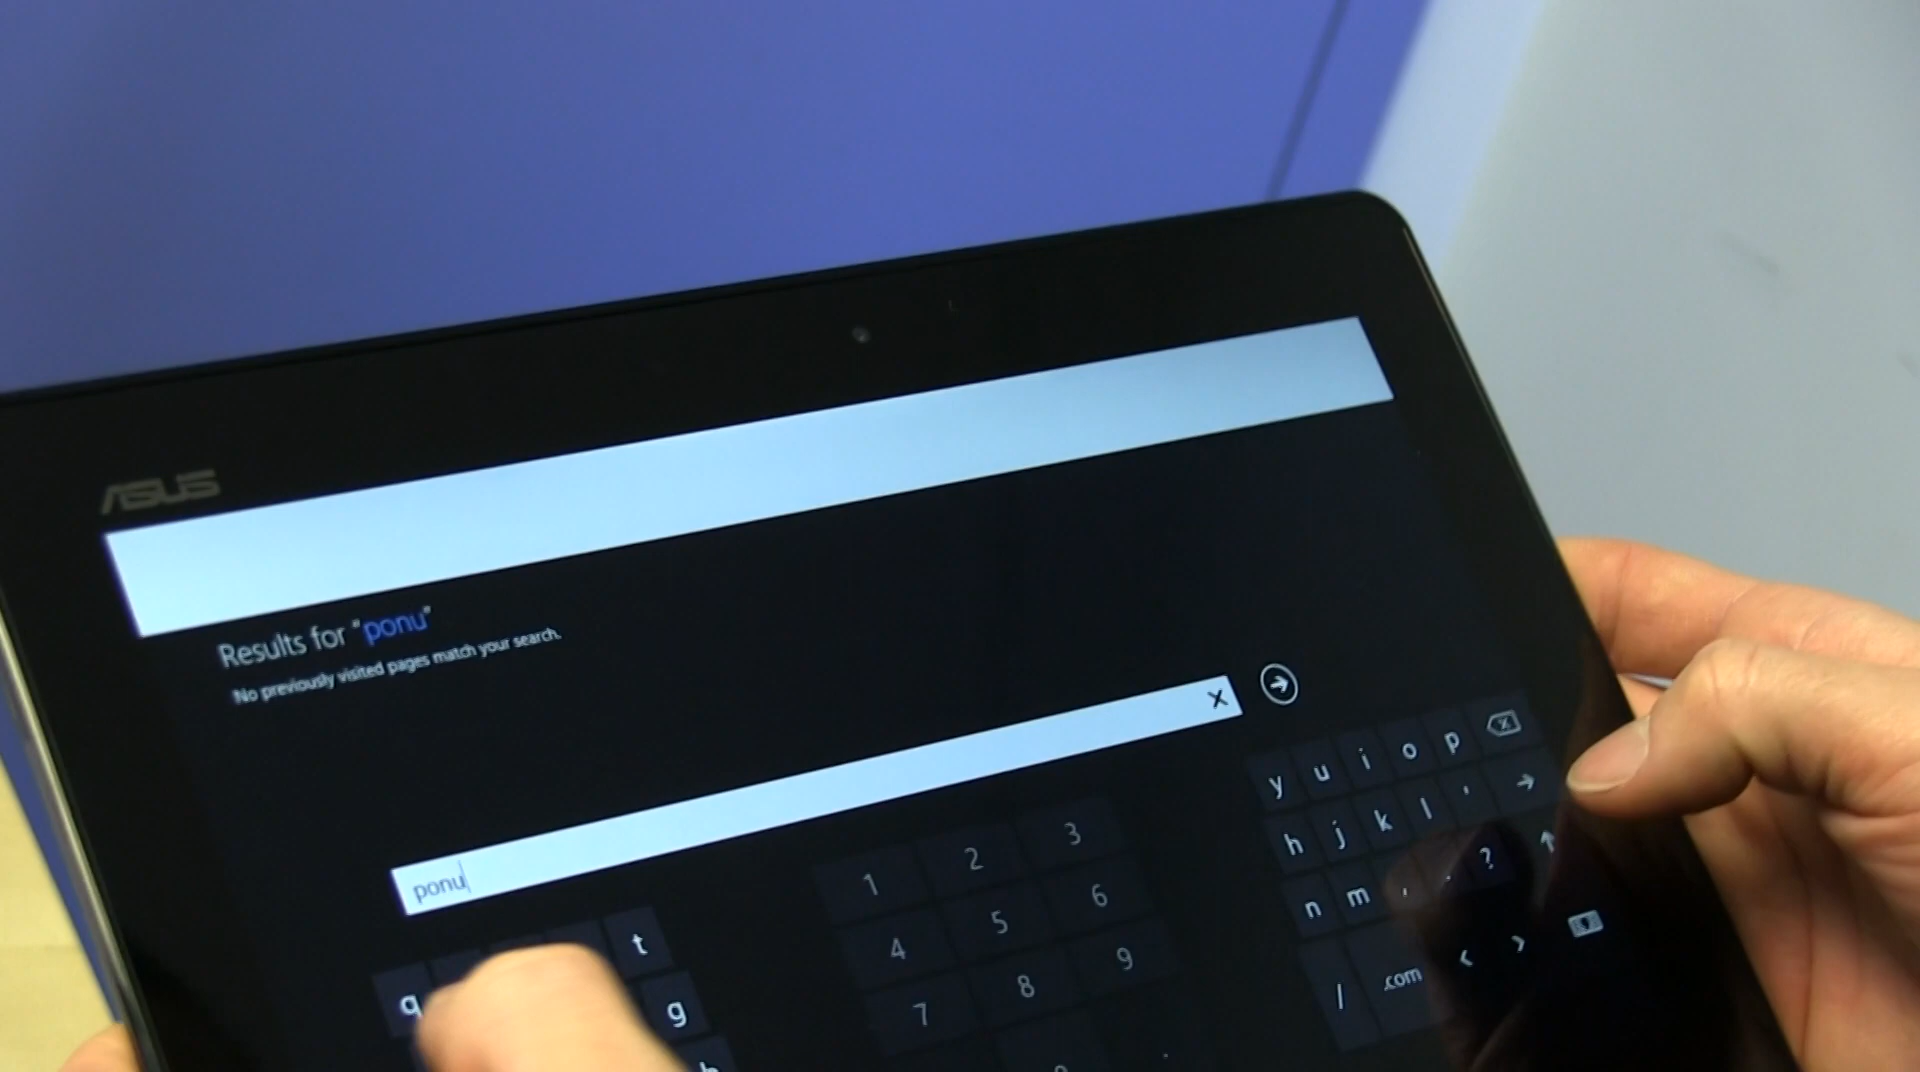 ASUS
Results for "ponu"
No previously visited pages match your search.
ponu
q t
g
1 2 3
4 5 6
7 8 9
y u i o p
h j k l '
n m , . ?
/ .com < >